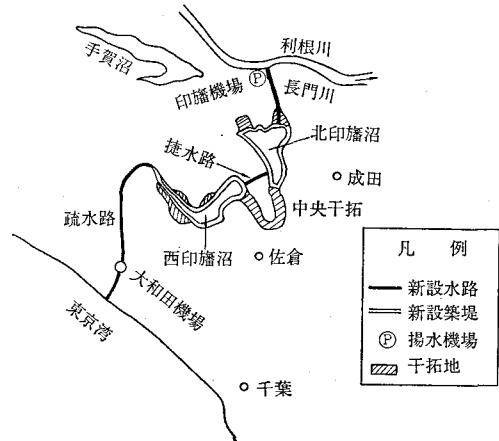 手賀沼
利根川
Ⓟ
印旛機場
長門川
北印旛沼
捷水路
成田
中央干拓
疏水路
西印旛沼
佐倉
大和田機場
東京湾
千葉
凡例
新設水路
新設築堤
Ⓟ 揚水機場
干拓地